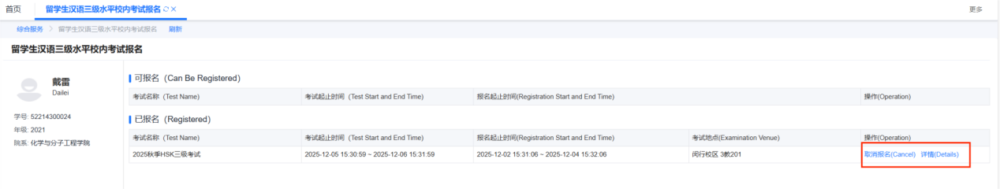 首页 留学生汉语三级水平校内考试报名 更多
综合服务 > 留学生汉语三级水平校内考试报名 刷新
留学生汉语三级水平校内考试报名
戴雷
Dailei
学号: 52214300024
年级: 2021
院系: 化学与分子工程学院
可报名 (Can Be Registered)
考试名称 (Test Name) 考试起止时间 (Test Start and End Time) 报名起止时间(Registration Start and End Time) 操作(Operation)
已报名 (Registered)
考试名称 (Test Name) 考试起止时间 (Test Start and End Time) 报名起止时间(Registration Start and End Time) 考试地点(Examination Venue) 操作(Operation)
2025秋季HSK三级考试 2025-12-05 15:30:59 ~ 2025-12-06 15:31:59 2025-12-02 15:31:06 ~ 2025-12-04 15:32:06 闵行校区 3教201 取消报名(Cancel) 详情(Details)